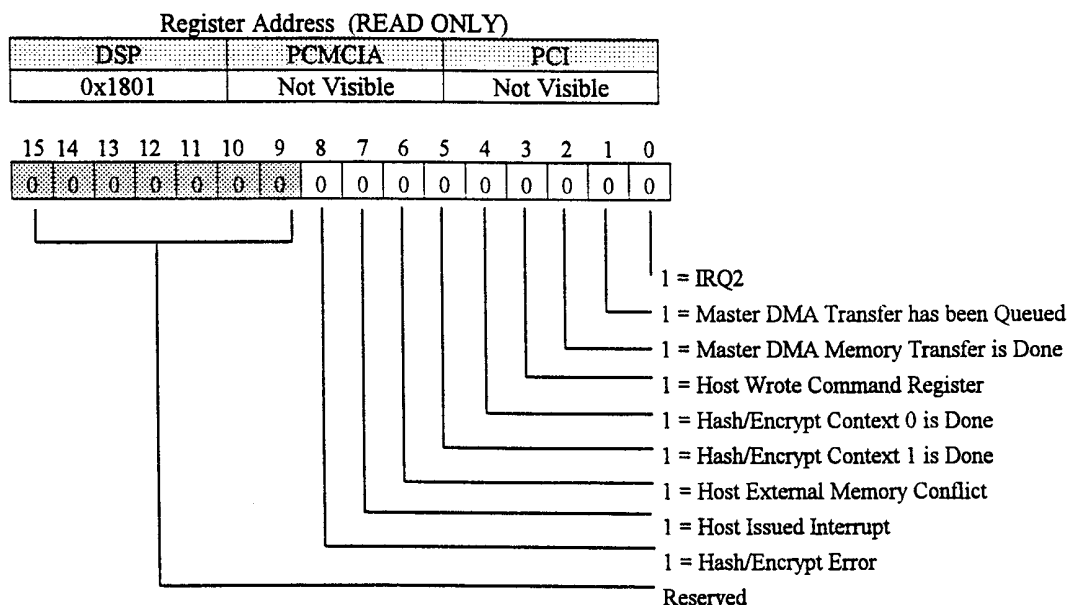 Register Address (READ ONLY)
DSP PCMCIA PCI
0x1801 Not Visible Not Visible
15 14 13 12 11 10 9 8 7 6 5 4 3 2 1 0
0 0 0 0 0 0 0 0 0 0 0 0 0 0 0 0
1 = IRQ2
1 = Master DMA Transfer has been Queued
1 = Master DMA Memory Transfer is Done
1 = Host Wrote Command Register
1 = Hash/Encrypt Context 0 is Done
1 = Hash/Encrypt Context 1 is Done
1 = Host External Memory Conflict
1 = Host Issued Interrupt
1 = Hash/Encrypt Error
Reserved